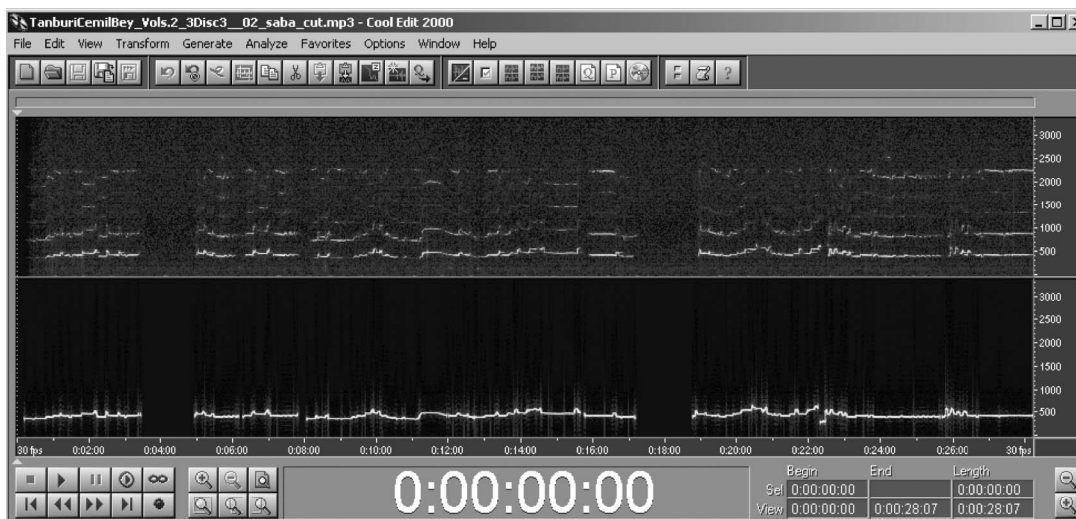 TanburiCemilBey_Vols.2_3Disc3__02_saba_cut.mp3 - Cool Edit 2000
File Edit View Transform Generate Analyze Favorites Options Window Help
3000
2500
2000
1500
1000
500
3000
2500
2000
1500
1000
500
30 fps 0:02:00 0:04:00 0:06:00 0:08:00 0:10:00 0:12:00 0:14:00 0:16:00 0:18:00 0:20:00 0:22:00 0:24:00 0:26:00 30 fps
0:00:00:00
Begin End Length
Sel 0:00:00:00 0:00:00:00
View 0:00:00:00 0:00:28:07 0:00:28:07